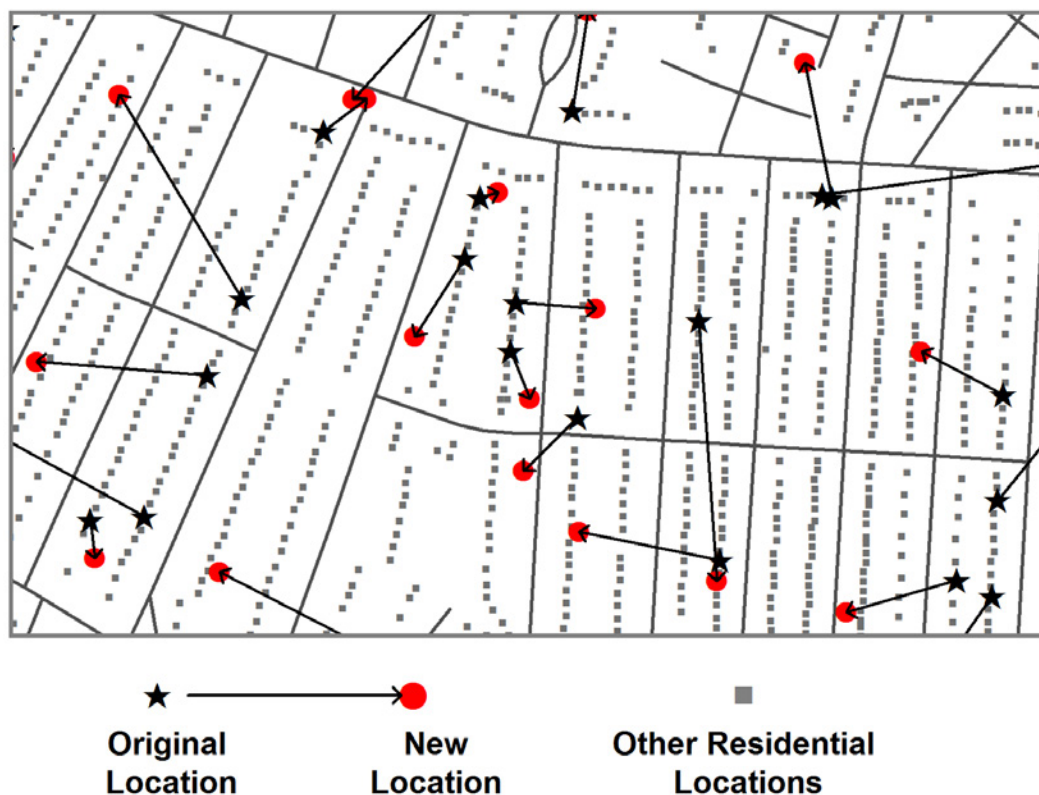 Original
Location
New
Location
Other Residential
Locations